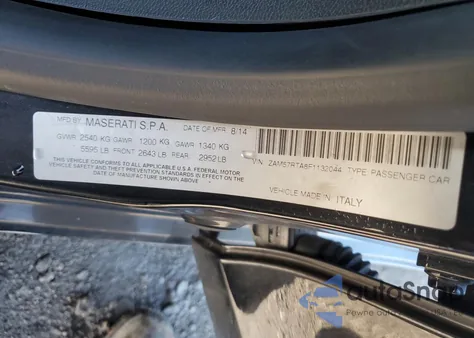 MFD BY MASERATI S.P.A. DATE OF MFR 8/14
GVWR 2540 KG GAWR 1200 KG GAWR 1340 KG
5595 LB FRONT 2643 LB REAR 2952 LB
THIS VEHICLE CONFORMS TO ALL APPLICABLE U.S.A. FEDERAL MOTOR
VEHICLE SAFETY BUMPER AND THEFT PREVENTION STANDARDS IN EFFECT ON THE
DATE OF MANUFACTURE SHOWN ABOVE
TYPE PASSENGER CAR
VEHICLE MADE IN ITALY
autoSnap